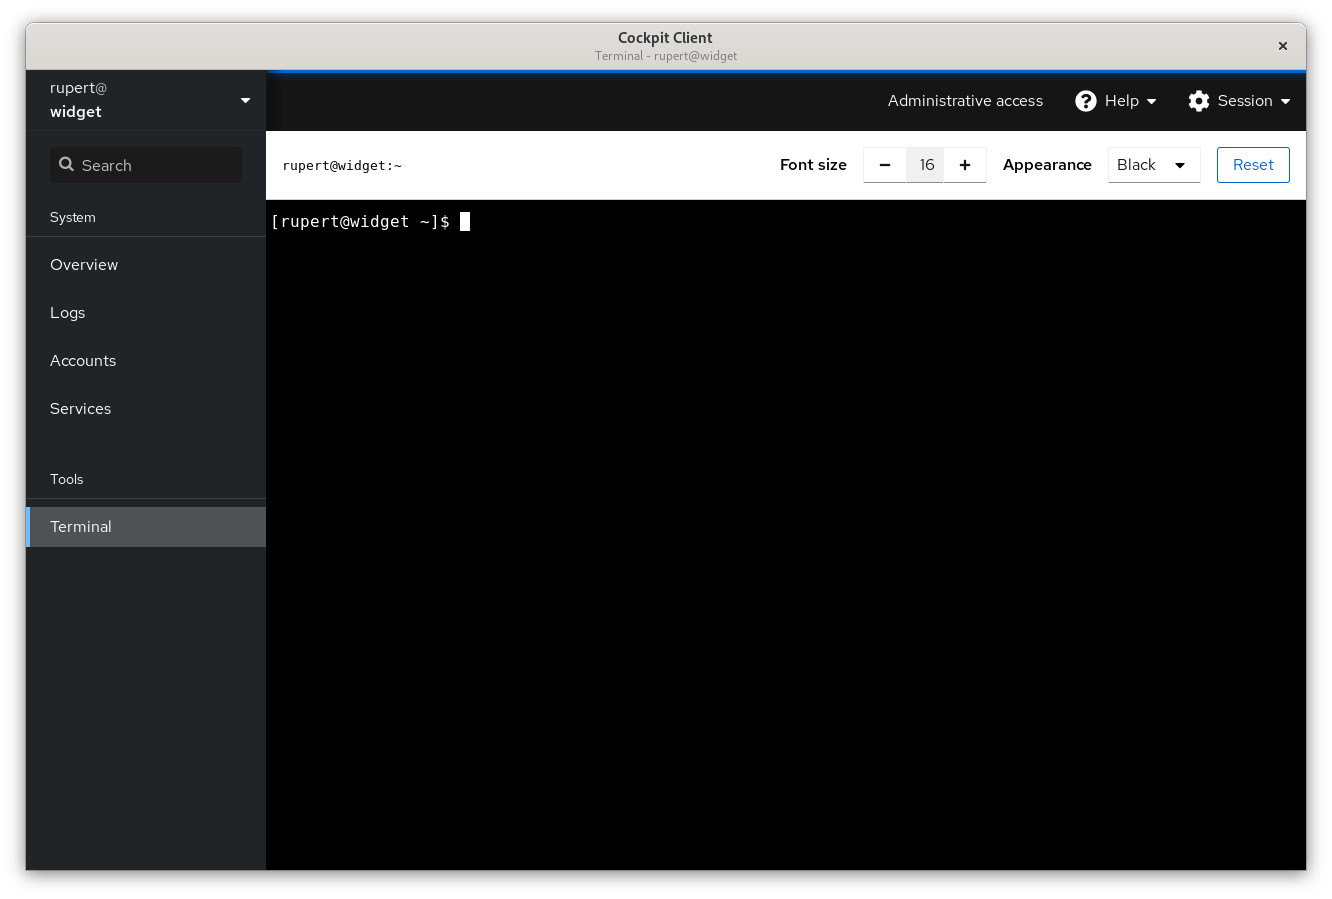 Cockpit Client
Terminal - rupert@widget
rupert@
widget
Administrative access
Help
Session
Search
rupert@widget:~
Font size
16
Appearance
Black
Reset
System
[rupert@widget ~]$
Overview
Logs
Accounts
Services
Tools
Terminal